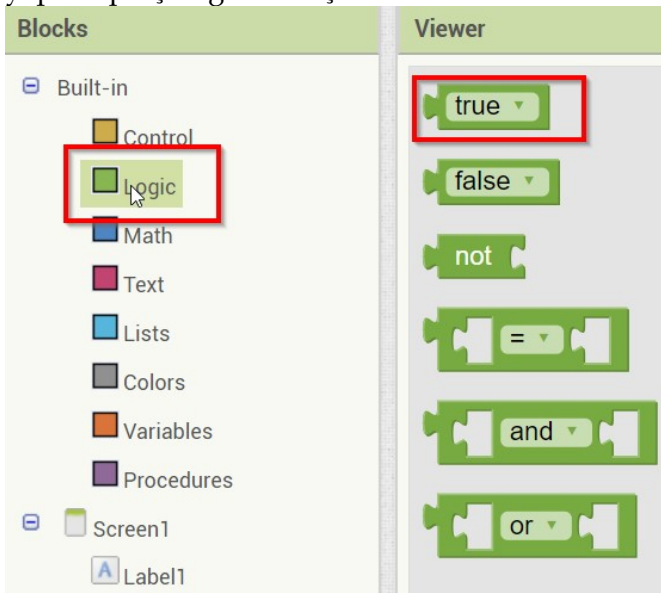 Blocks
Built-in
Control
Logic
Math
Text
Lists
Colors
Variables
Procedures
Screen1
Label1
Viewer
true
false
not
=
and
or